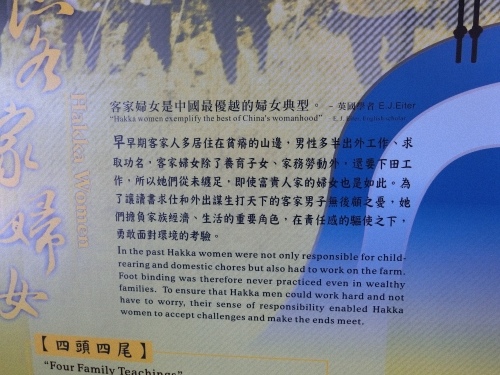 客家婦女
Hakka Women
客家婦女是中國最優越的婦女典型。 - 英國學者 E.J Eiter
"Hakka women exemplify the best of China's womanhood" -E.J. Eiter, English scholar
早早期客家人多居住在貧瘠的山邊，男性多半出外工作、求
取功名，客家婦女除了養育子女、家務勞動外，還要下田工
作，所以她們從未纏足，即使富貴人家的婦女也是如此。為
了讓讀書求仕和外出謀生打天下的客家男子無後顧之憂，她
們擔負家族經濟、生活的重要角色，在責任感的驅使之下，
勇敢面對環境的考驗。
In the past Hakka women were not only responsible for child-
rearing and domestic chores but also had to work on the farm.
Foot binding was therefore never practiced even in wealthy
families. To ensure that Hakka men could work hard and not
have to worry, their sense of responsibility enabled Hakka
women to accept challenges and make the ends meet.
【四頭四尾】
"Four Family Teachings"